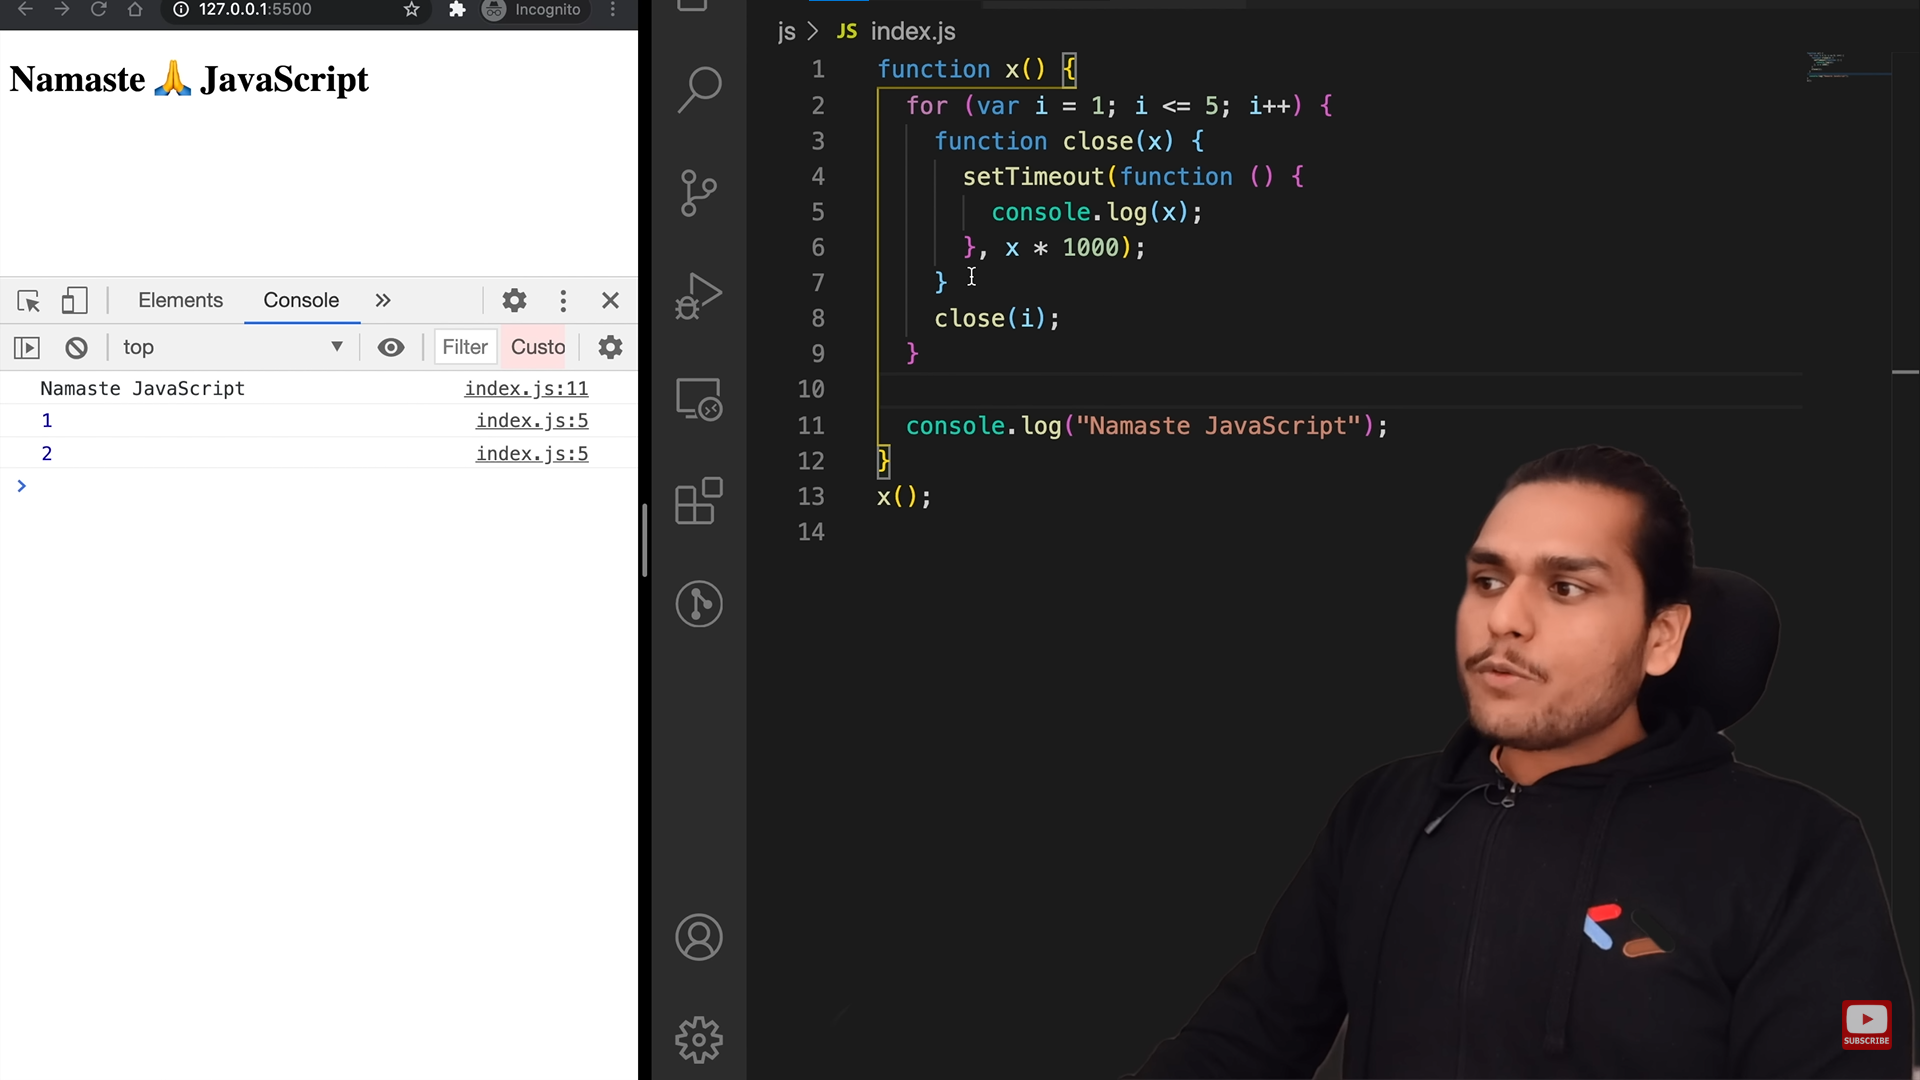 127.0.0.1:5500
Incognito
Namaste 🙏 JavaScript
Elements Console »
top Filter Custo
Namaste JavaScript index.js:11
1 index.js:5
2 index.js:5
>
js > JS index.js
1 function x() {
2 for (var i = 1; i <= 5; i++) {
3 function close(x) {
4 setTimeout(function () {
5 console.log(x);
6 }, x * 1000);
7 }
8 close(i);
9 }
10
11 console.log("Namaste JavaScript");
12 }
13 x();
14
SUBSCRIBE